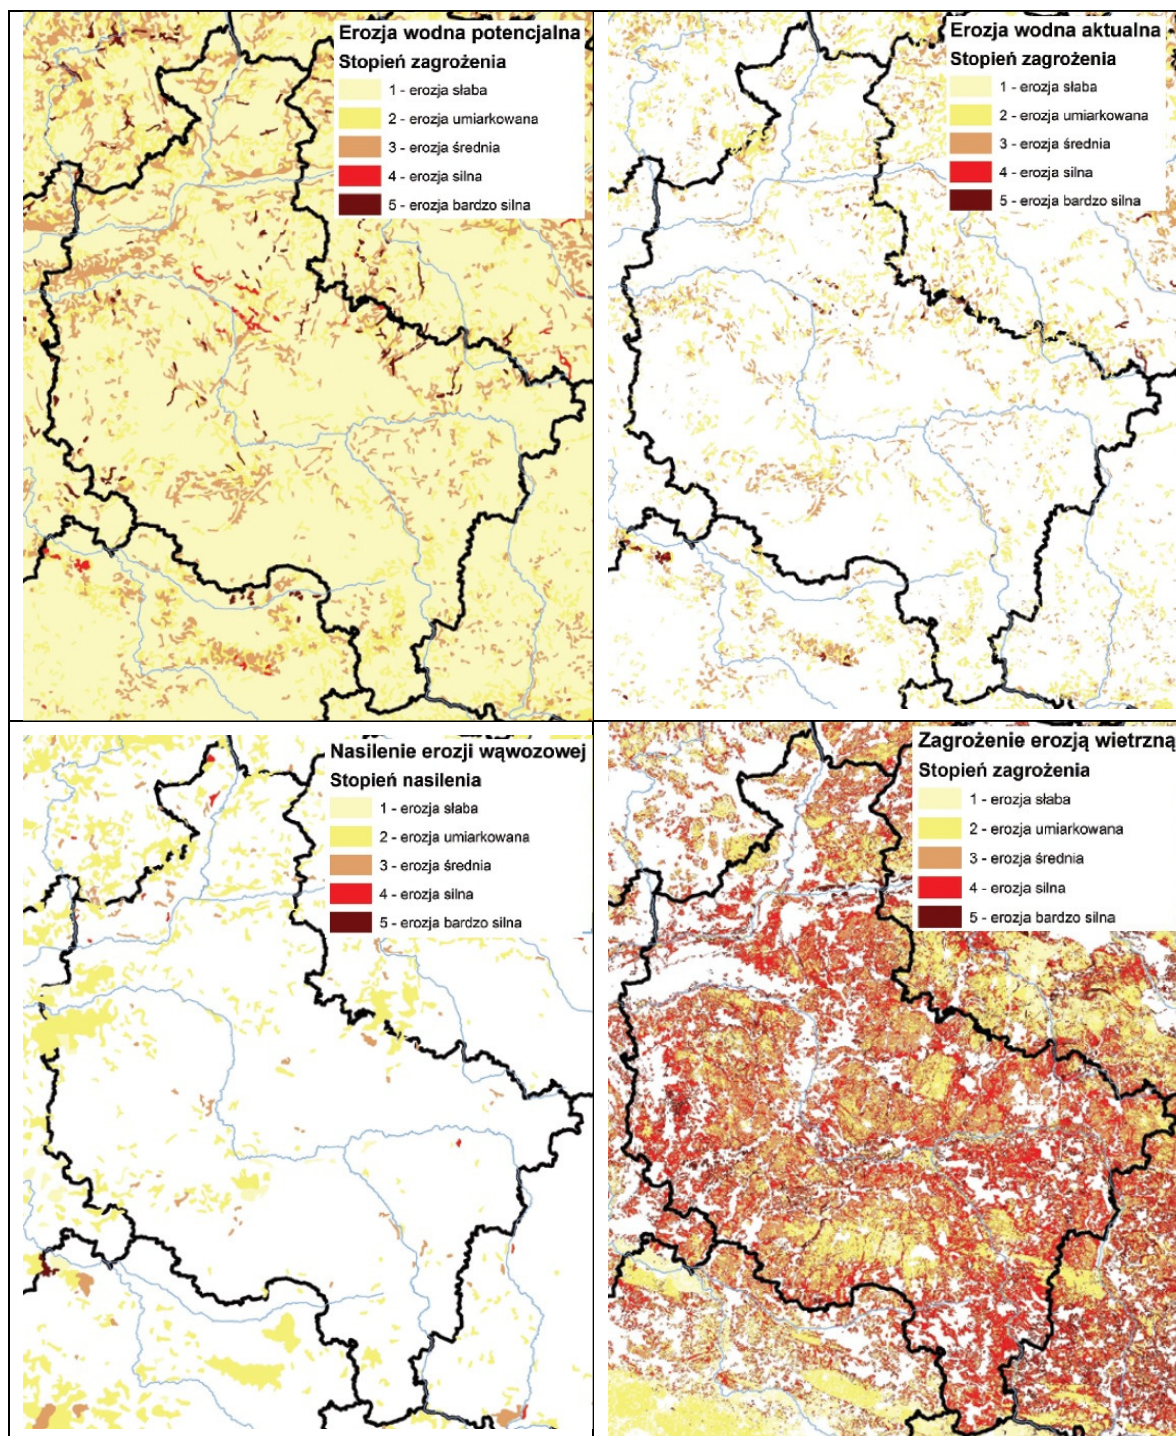 Erozja wodna potencjalna
Stopień zagrożenia
1 - erozja słaba
2 - erozja umiarkowana
3 - erozja średnia
4 - erozja silna
5 - erozja bardzo silna
Erozja wodna aktualna
Stopień zagrożenia
1 - erozja słaba
2 - erozja umiarkowana
3 - erozja średnia
4 - erozja silna
5 - erozja bardzo silna
Nasilenie erozji wąwozowej
Stopień nasilenia
1 - erozja słaba
2 - erozja umiarkowana
3 - erozja średnia
4 - erozja silna
5 - erozja bardzo silna
Zagrożenie erozją wietrzną
Stopień zagrożenia
1 - erozja słaba
2 - erozja umiarkowana
3 - erozja średnia
4 - erozja silna
5 - erozja bardzo silna